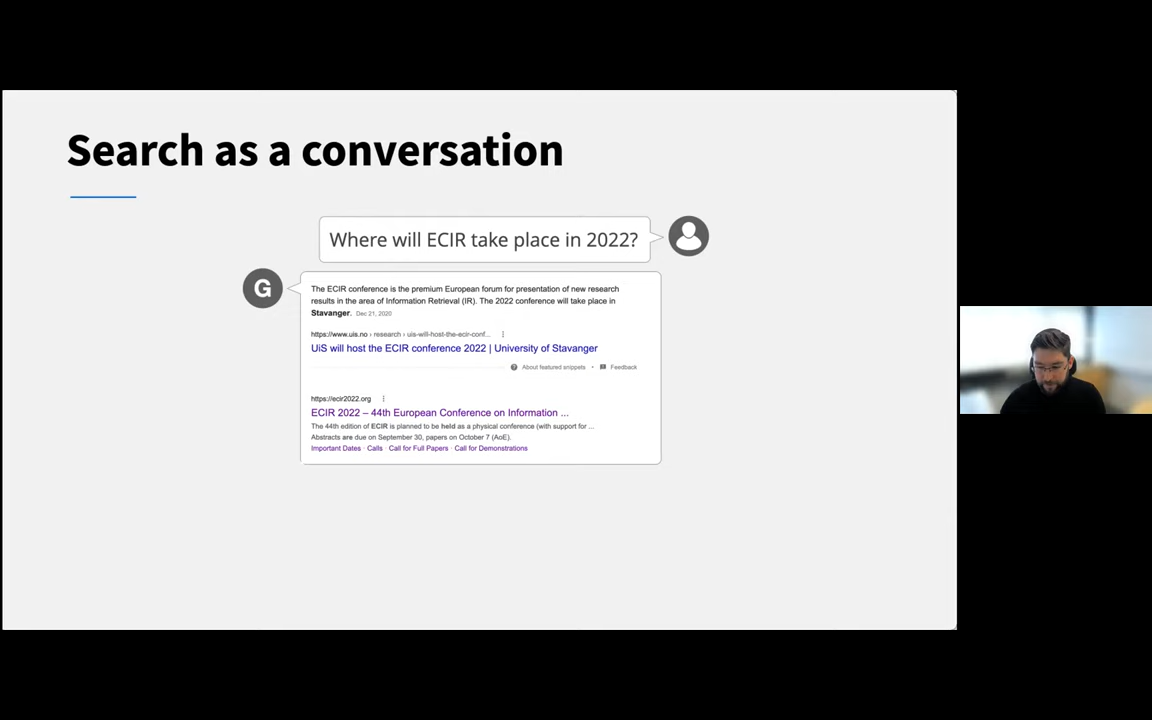 Search as a conversation
Where will ECIR take place in 2022?
G
The ECIR conference is the premium European forum for presentation of new research
results in the area of Information Retrieval (IR). The 2022 conference will take place in
Stavanger. Dec 21, 2020
https://www.uis.no › research › uis-will-host-the-ecir-conf...
UiS will host the ECIR conference 2022 | University of Stavanger
About featured snippets • Feedback
https://ecir2022.org
ECIR 2022 – 44th European Conference on Information ...
The 44th edition of ECIR is planned to be held as a physical conference (with support for ...
Abstracts are due on September 30, papers on October 7 (AoE).
Important Dates · Calls · Call for Full Papers · Call for Demonstrations